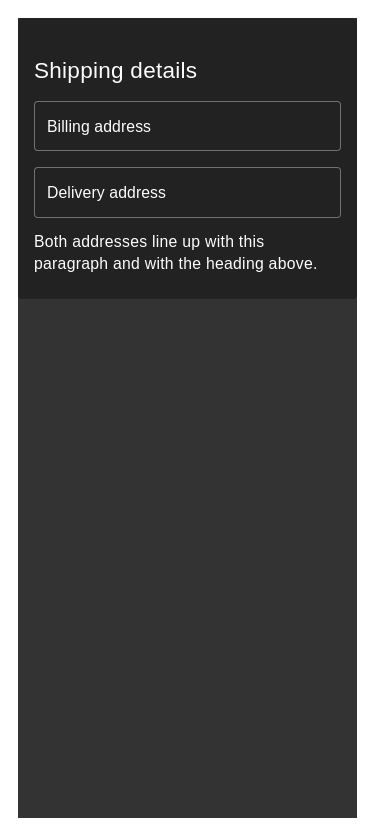 Shipping details
Billing address
Delivery address
Both addresses line up with this
paragraph and with the heading above.